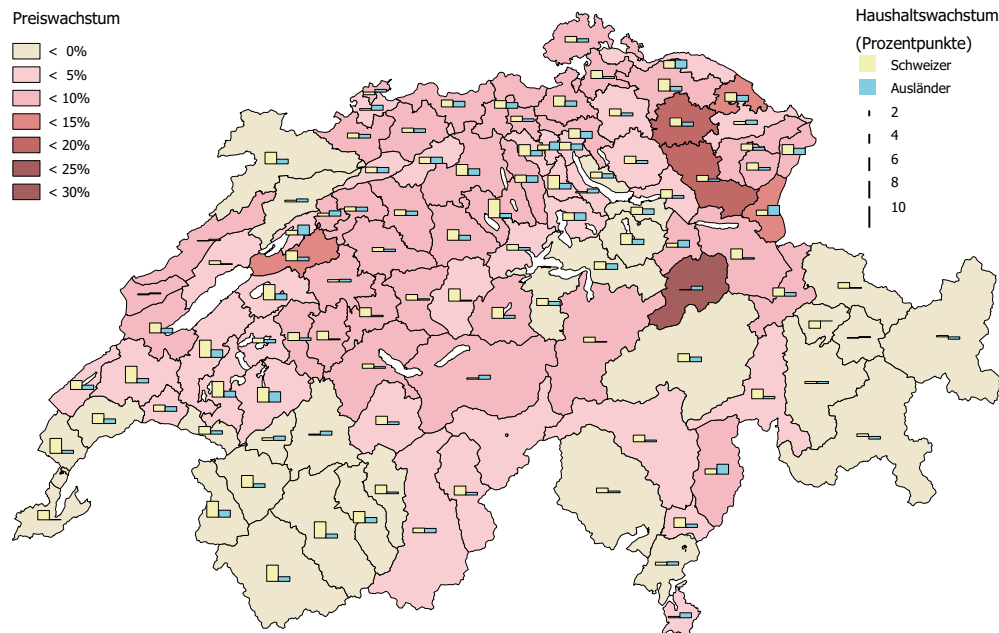 Preiswachstum
< 0%
< 5%
< 10%
< 15%
< 20%
< 25%
< 30%
Haushaltswachstum
(Prozentpunkte)
Schweizer
Ausländer
2
4
6
8
10